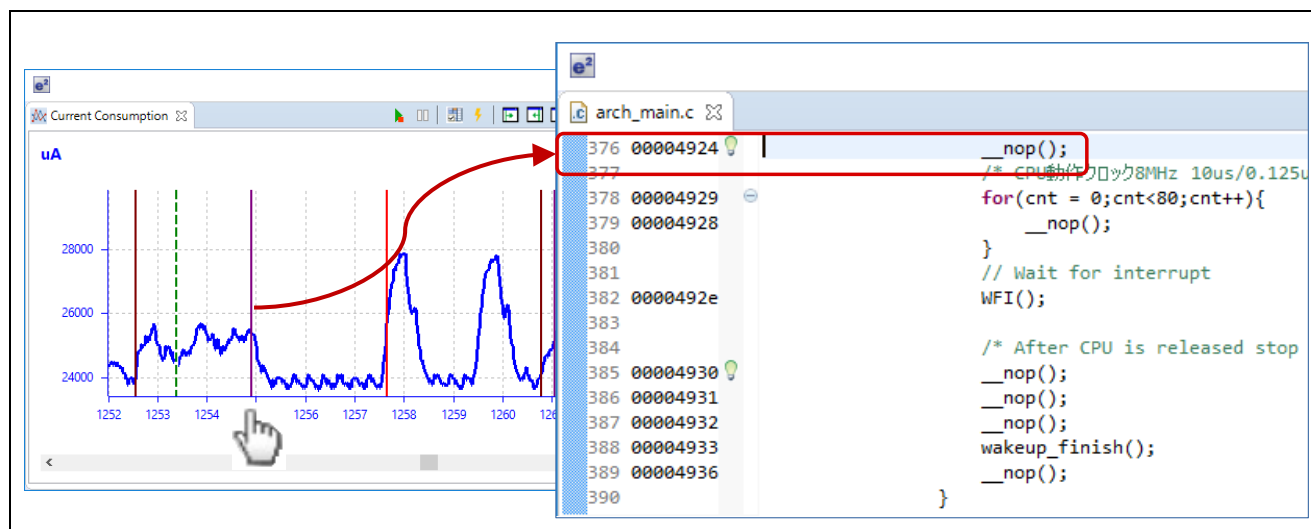 e²
Current Consumption
uA
28000
26000
24000
1252 1253 1254 1256 1257 1258 1259 1260
<
e²
.c arch_main.c
376 00004924 __nop();
377 /* CPU動作クロック8MHz 10us/0.125u
378 00004929 for(cnt = 0;cnt<80;cnt++){
379 00004928 __nop();
380 }
381 // Wait for interrupt
382 0000492e WFI();
383
384 /* After CPU is released stop
385 00004930 __nop();
386 00004931 __nop();
387 00004932 __nop();
388 00004933 wakeup_finish();
389 00004936 __nop();
390 }